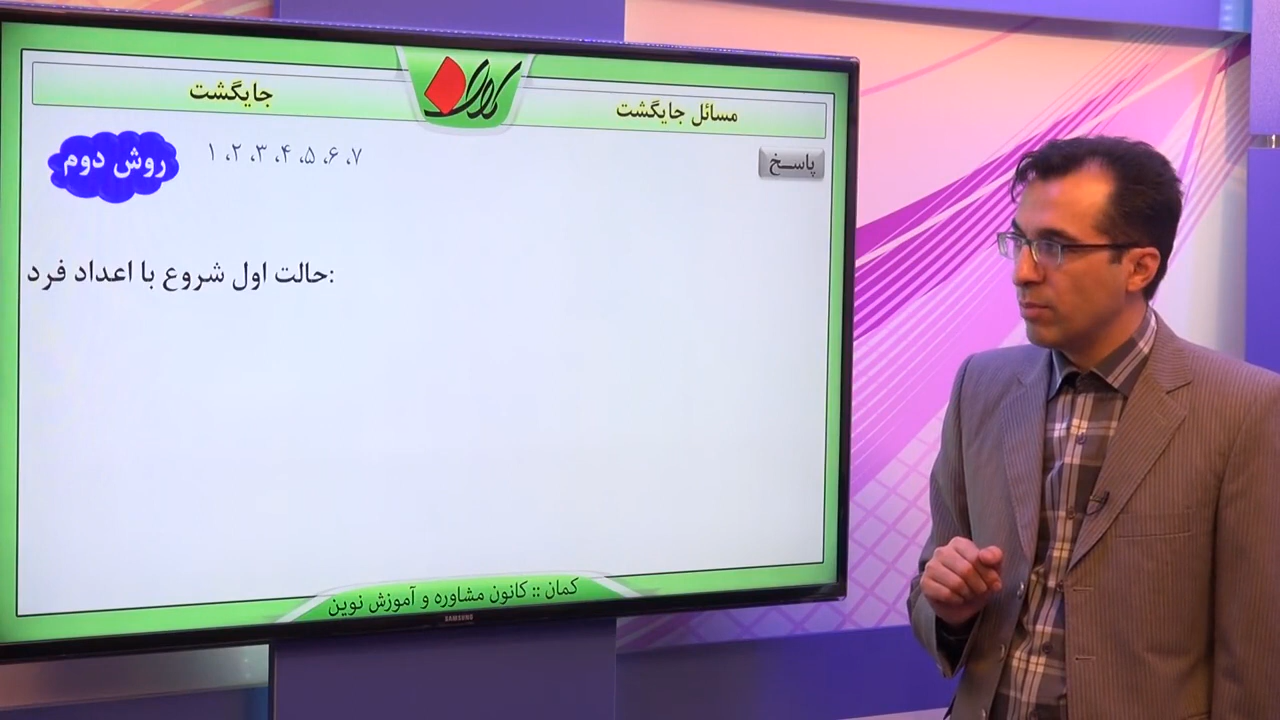 مسائل جایگشت
کمان
جایگشت
پاسخ
۱ ،۲ ،۳ ،۴ ،۵ ،۶ ،۷
روش دوم
حالت اول شروع با اعداد فرد:
کمان :: کانون مشاوره و آموزش نوین
SAMSUNG